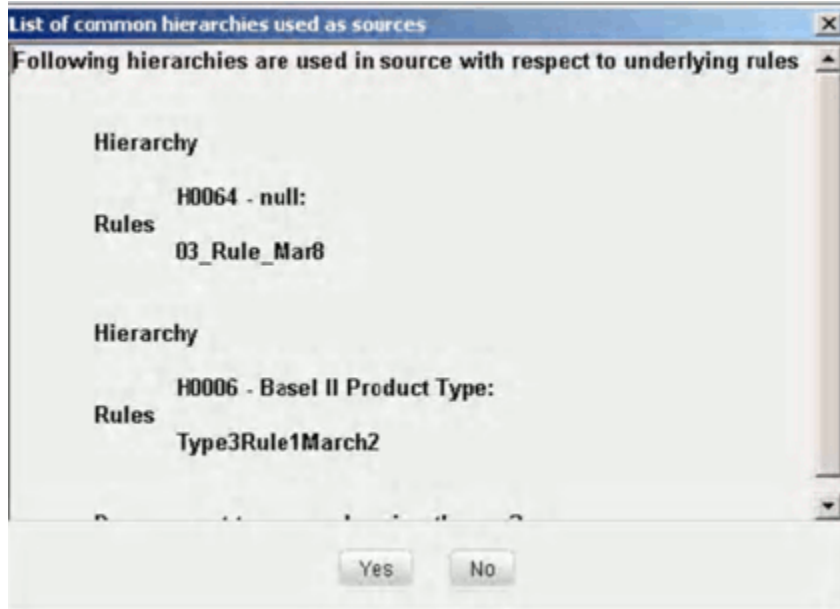 List of common hierarchies used as sources
Following hierarchies are used in source with respect to underlying rules
Hierarchy
H0064 - null:
Rules
03_Rule_Mar8
Hierarchy
H0006 - Basel II Product Type:
Rules
Type3Rule1March2
Yes No